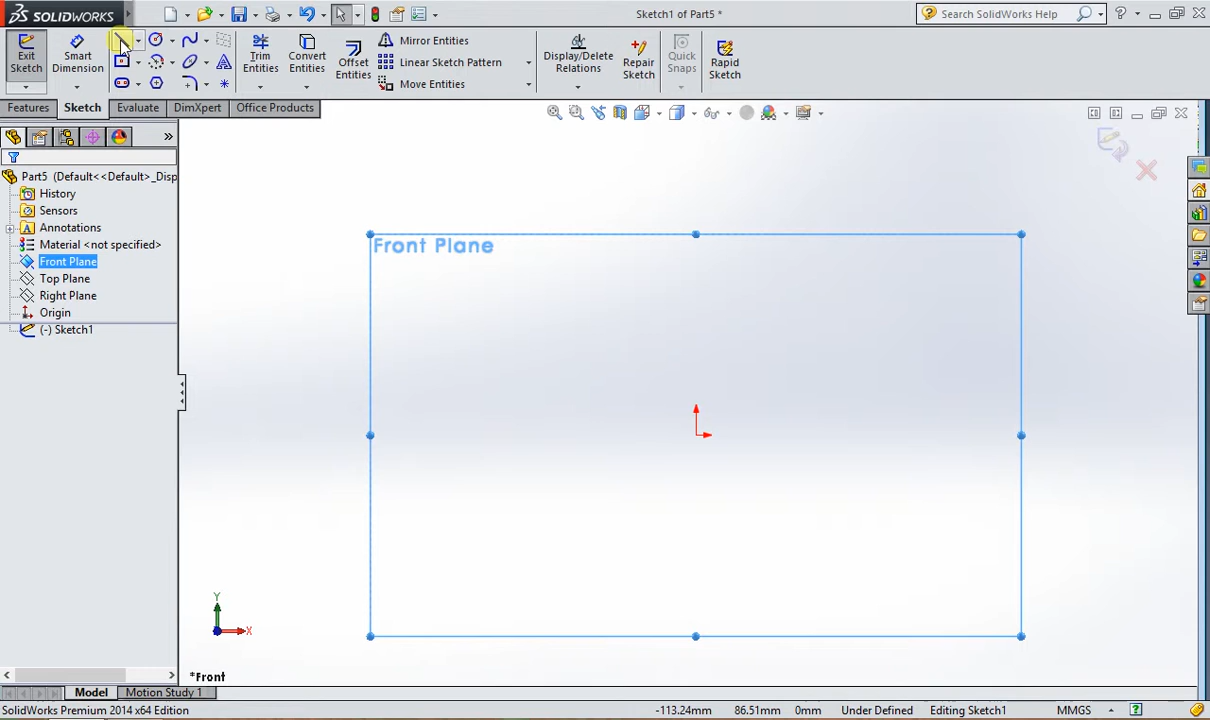 SOLIDWORKS
Sketch1 of Part5 *
Search SolidWorks Help
Exit Sketch
Smart Dimension
Trim Entities
Convert Entities
Offset Entities
Mirror Entities
Linear Sketch Pattern
Move Entities
Display/Delete Relations
Repair Sketch
Quick Snaps
Rapid Sketch
Features
Sketch
Evaluate
DimXpert
Office Products
Part5 (Default<<Default>_Disp
History
Sensors
Annotations
Material <not specified>
Front Plane
Top Plane
Right Plane
Origin
(-) Sketch1
Front Plane
Y
X
*Front
Model
Motion Study 1
SolidWorks Premium 2014 x64 Edition
-113.24mm
86.51mm
0mm
Under Defined
Editing Sketch1
MMGS